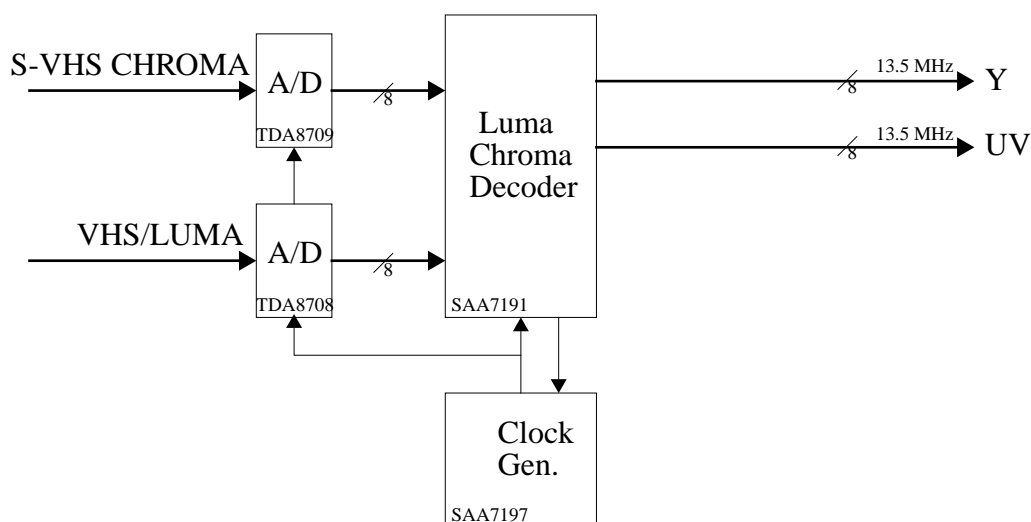 S-VHS CHROMA
A/D
TDA8709
8
VHS/LUMA
A/D
TDA8708
8
Luma
Chroma
Decoder
SAA7191
13.5 MHz
8
Y
13.5 MHz
8
UV
Clock
Gen.
SAA7197